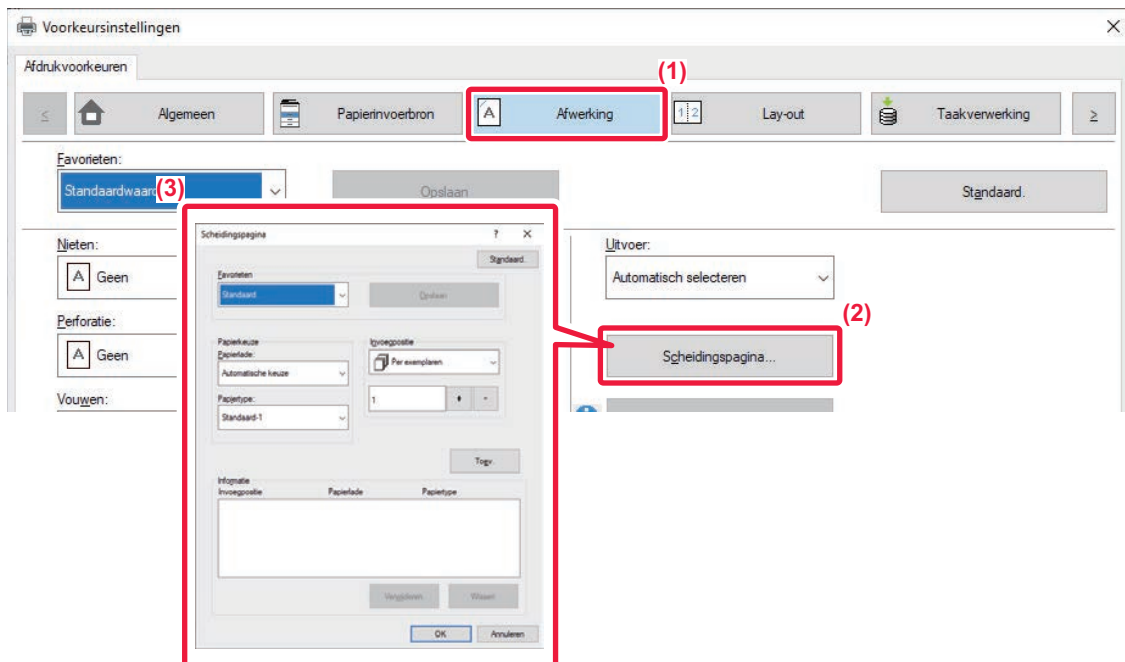 Voorkeursinstellingen
Afdrukvoorkeuren
(1)
≤ Algemeen Papierinvoerbron A Afwerking 1 2 Lay-out Taakverwerking ≥
Favorieten:
Standaardwaard (3) Opslaan Standaard.
Nieten:
A Geen
Perforatie:
A Geen
Vouwen:
Scheidingspagina ? ×
Standaard.
Favorieten
Standaard Opslaan
Papierkeuze
Papierlade:
Automatische keuze
Papiertype:
Standaard-1
Invoegpositie
Per exemplaren
1 + -
Toev.
Informatie
Invoegpositie Papierlade Papiertype
Verwijderen Wissen
OK Annuleren
Uitvoer:
Automatisch selecteren
(2)
Scheidingspagina...